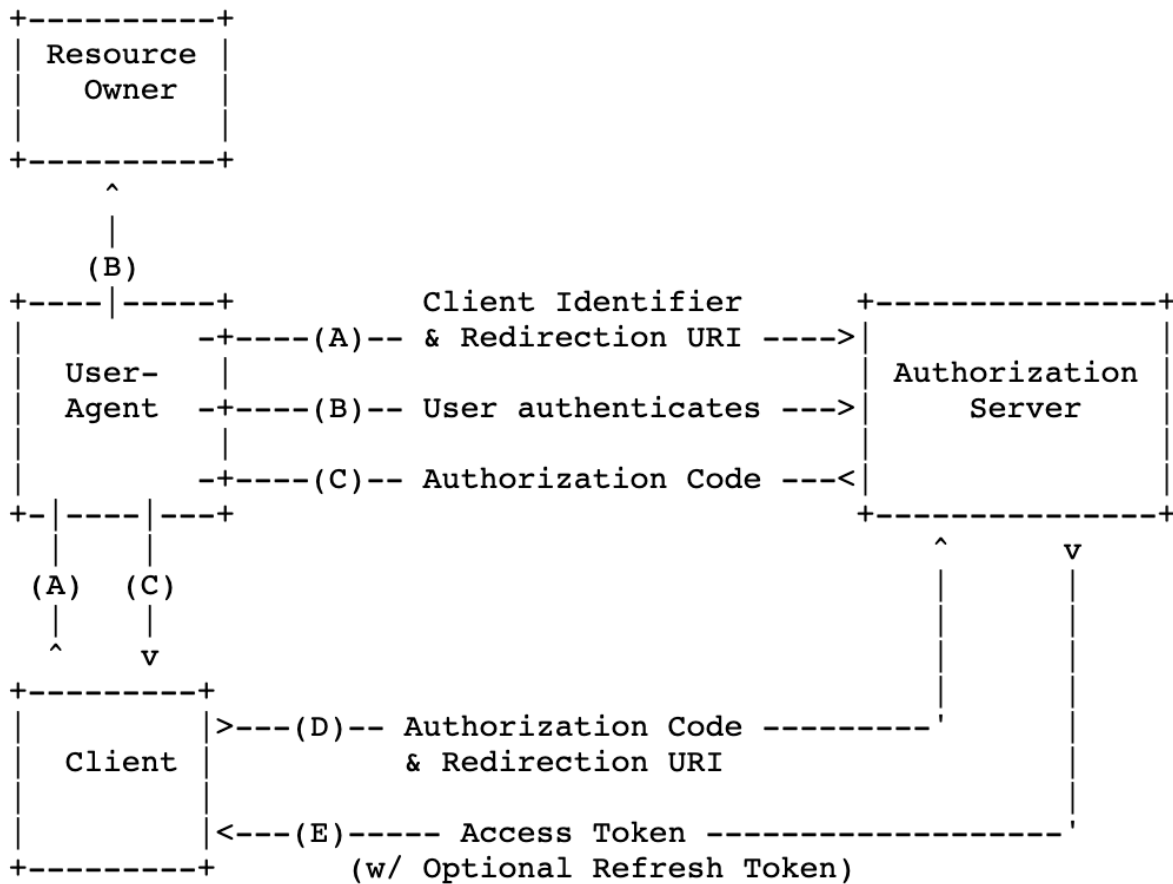 +----------+
| Resource |
|   Owner  |
|          |
+----------+
     ^
     |
    (B)
+----|-----+          Client Identifier      +---------------+
|         -+----(A)-- & Redirection URI ---->|               |
|  User-   |                                 | Authorization |
|  Agent  -+----(B)-- User authenticates --->|     Server    |
|          |                                 |               |
|         -+----(C)-- Authorization Code ---<|               |
+-|----|---+                                 +---------------+
  |    |                                         ^      v
 (A)  (C)                                        |      |
  |    |                                         |      |
  ^    v                                         |      |
+---------+                                      |      |
|         |>---(D)-- Authorization Code ---------'      |
|  Client |          & Redirection URI                  |
|         |                                             |
|         |<---(E)----- Access Token -------------------'
+---------+       (w/ Optional Refresh Token)